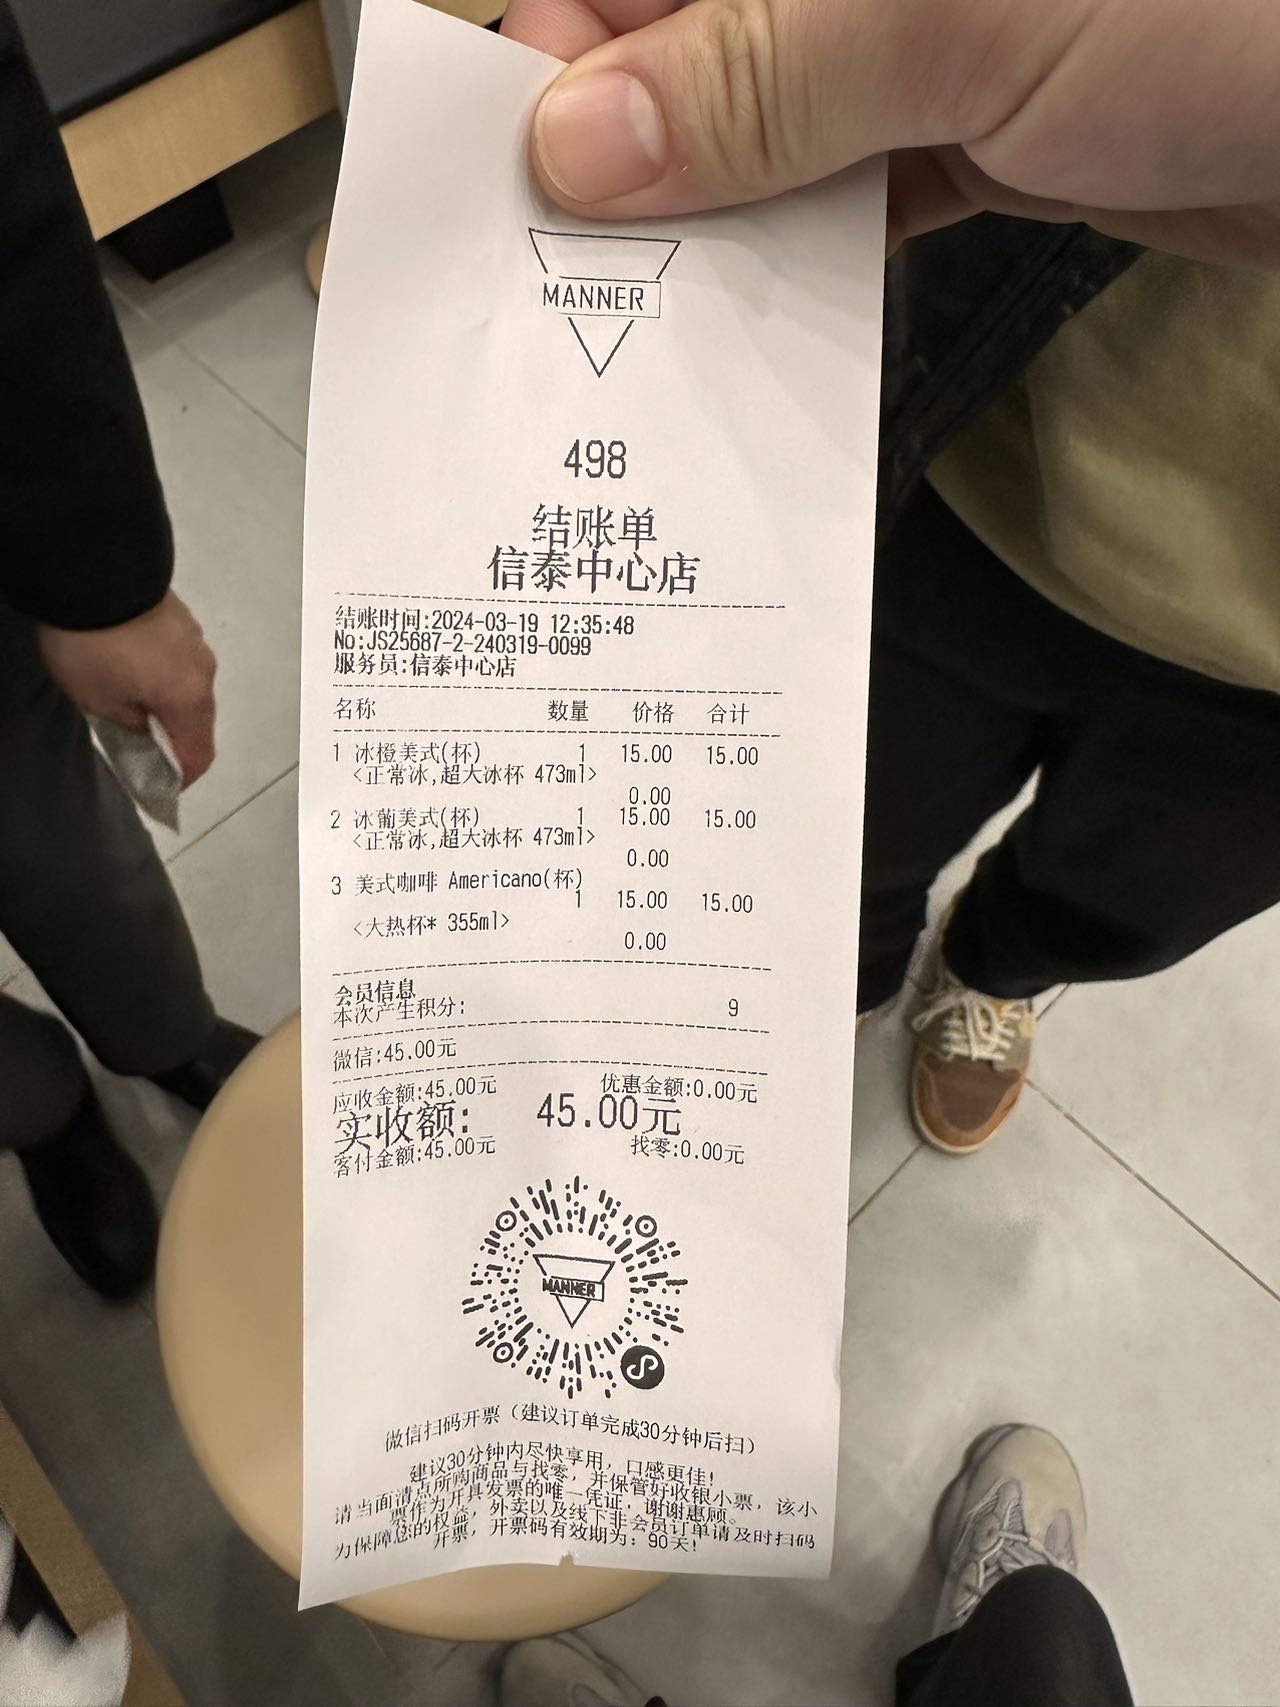 MANNER
498
结账单
信泰中心店
结账时间:2024-03-19 12:35:48
No:JS25687-2-240319-0099
服务员:信泰中心店
名称 数量 价格 合计
1 冰橙美式(杯) 1 15.00 15.00
<正常冰,超大冰杯 473ml>
0.00
2 冰葡美式(杯) 1 15.00 15.00
<正常冰,超大冰杯 473ml>
0.00
3 美式咖啡 Americano(杯)
1 15.00 15.00
<大热杯* 355ml>
0.00
会员信息
本次产生积分: 9
微信:45.00元
应收金额:45.00元 优惠金额:0.00元
实收额: 45.00元
客付金额:45.00元 找零:0.00元
MANNER
微信扫码开票（建议订单完成30分钟后扫）
建议30分钟内尽快享用，口感更佳！
请当面清点所购商品与找零，并保管好收银小票，该小
票作为开具发票的唯一凭证，谢谢惠顾。
为保障您的权益，外卖以及线下非会员订单请及时扫码
开票，开票码有效期为：90天！